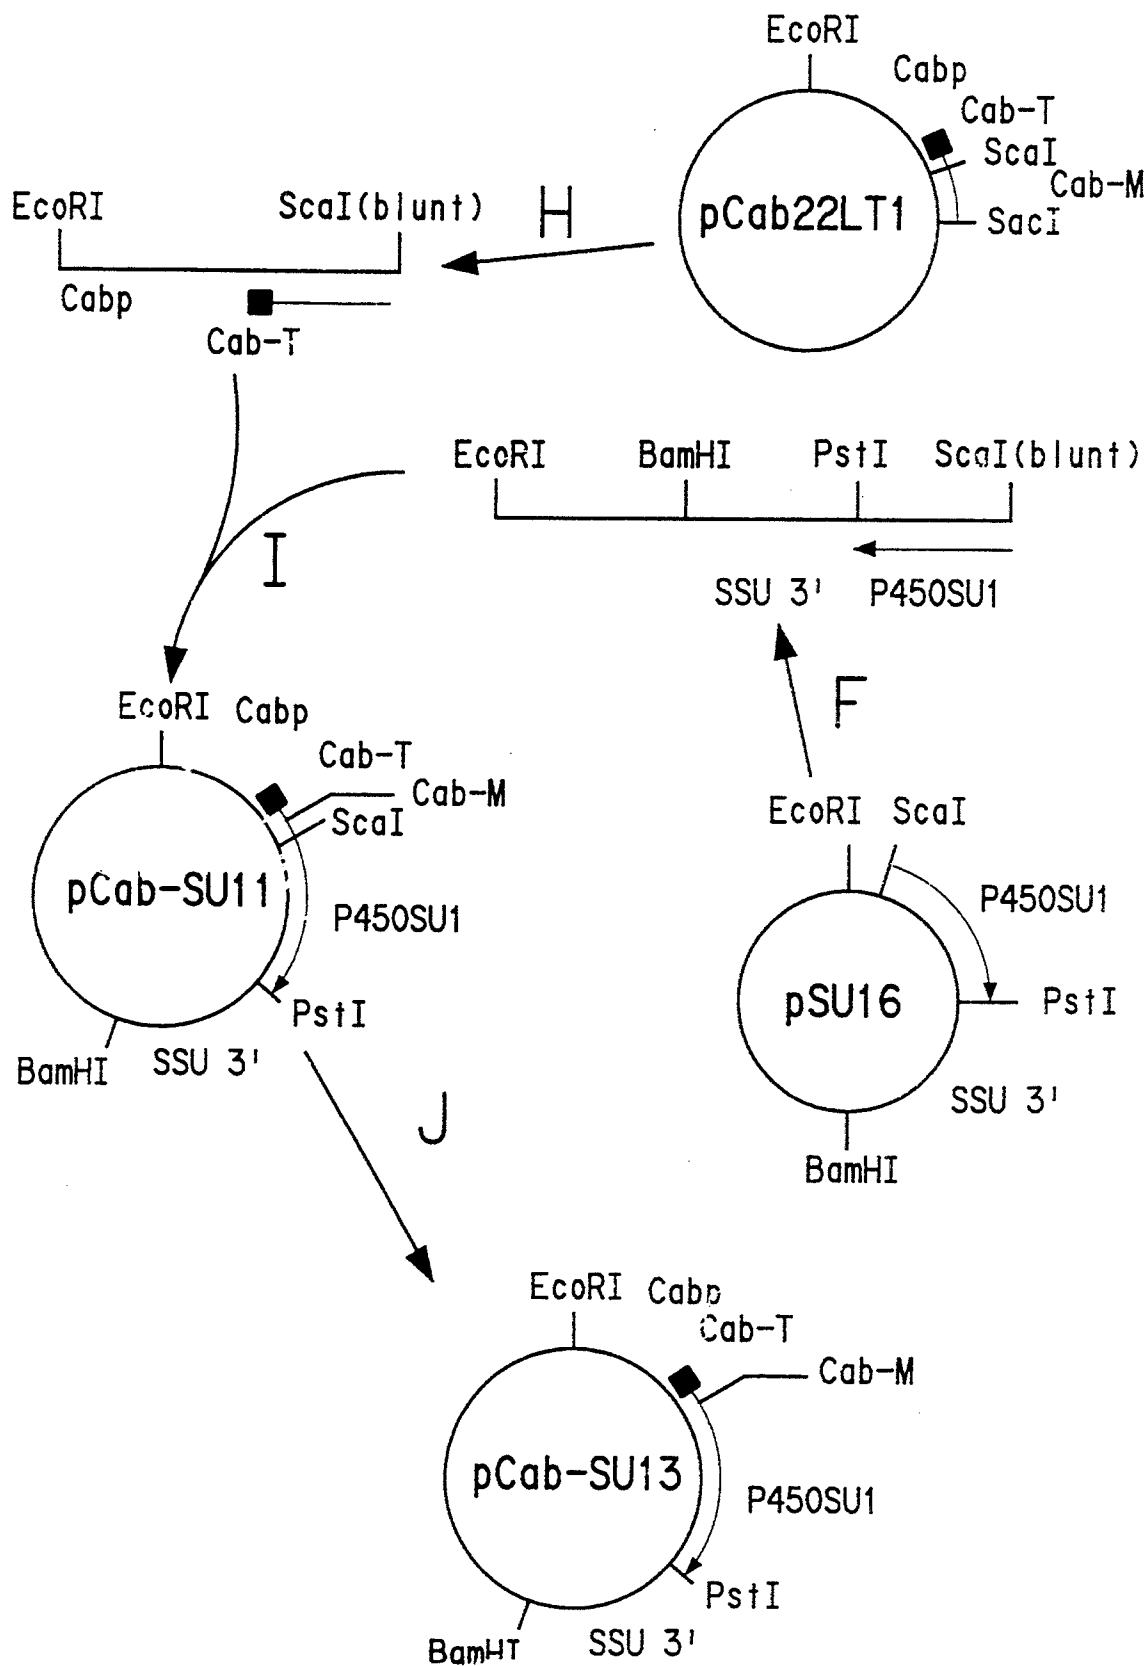 EcoRI
Cabp
Cab-T
ScaI
Cab-M
SacI
pCab22LT1
H
EcoRI
ScaI(blunt)
Cabp
Cab-T
EcoRI
BamHI
PstI
ScaI(blunt)
SSU 3'
P450SU1
I
F
EcoRI
Cabp
Cab-T
Cab-M
ScaI
pCab-SU11
P450SU1
PstI
SSU 3'
BamHI
EcoRI
ScaI
P450SU1
pSU16
PstI
SSU 3'
BamHI
J
EcoRI
Cabp
Cab-T
Cab-M
pCab-SU13
P450SU1
PstI
SSU 3'
BamHI